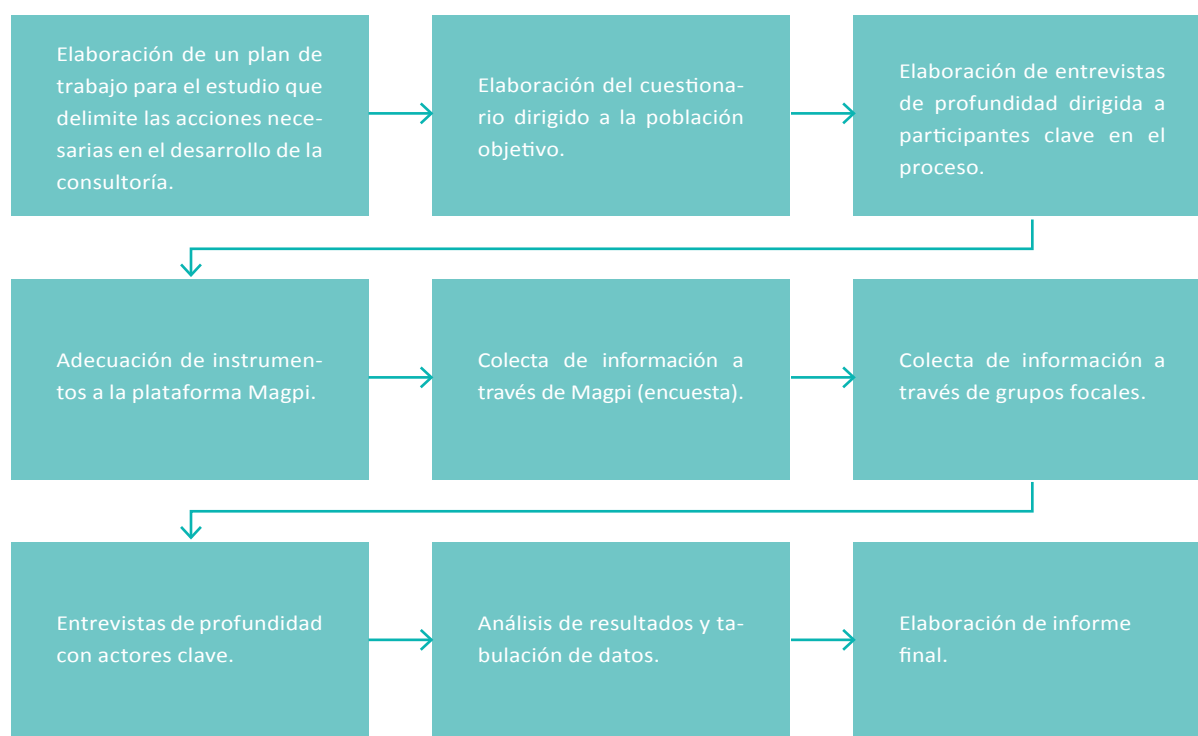 Elaboración de un plan de
trabajo para el estudio que
delimite las acciones nece-
sarias en el desarrollo de la
consultoría.
Elaboración del cuestiona-
rio dirigido a la población
objetivo.
Elaboración de entrevistas
de profundidad dirigida a
participantes clave en el
proceso.
Adecuación de instrumen-
tos a la plataforma Magpi.
Colecta de información a
través de Magpi (encuesta).
Colecta de información a
través de grupos focales.
Entrevistas de profundidad
con actores clave.
Análisis de resultados y ta-
bulación de datos.
Elaboración de informe
final.